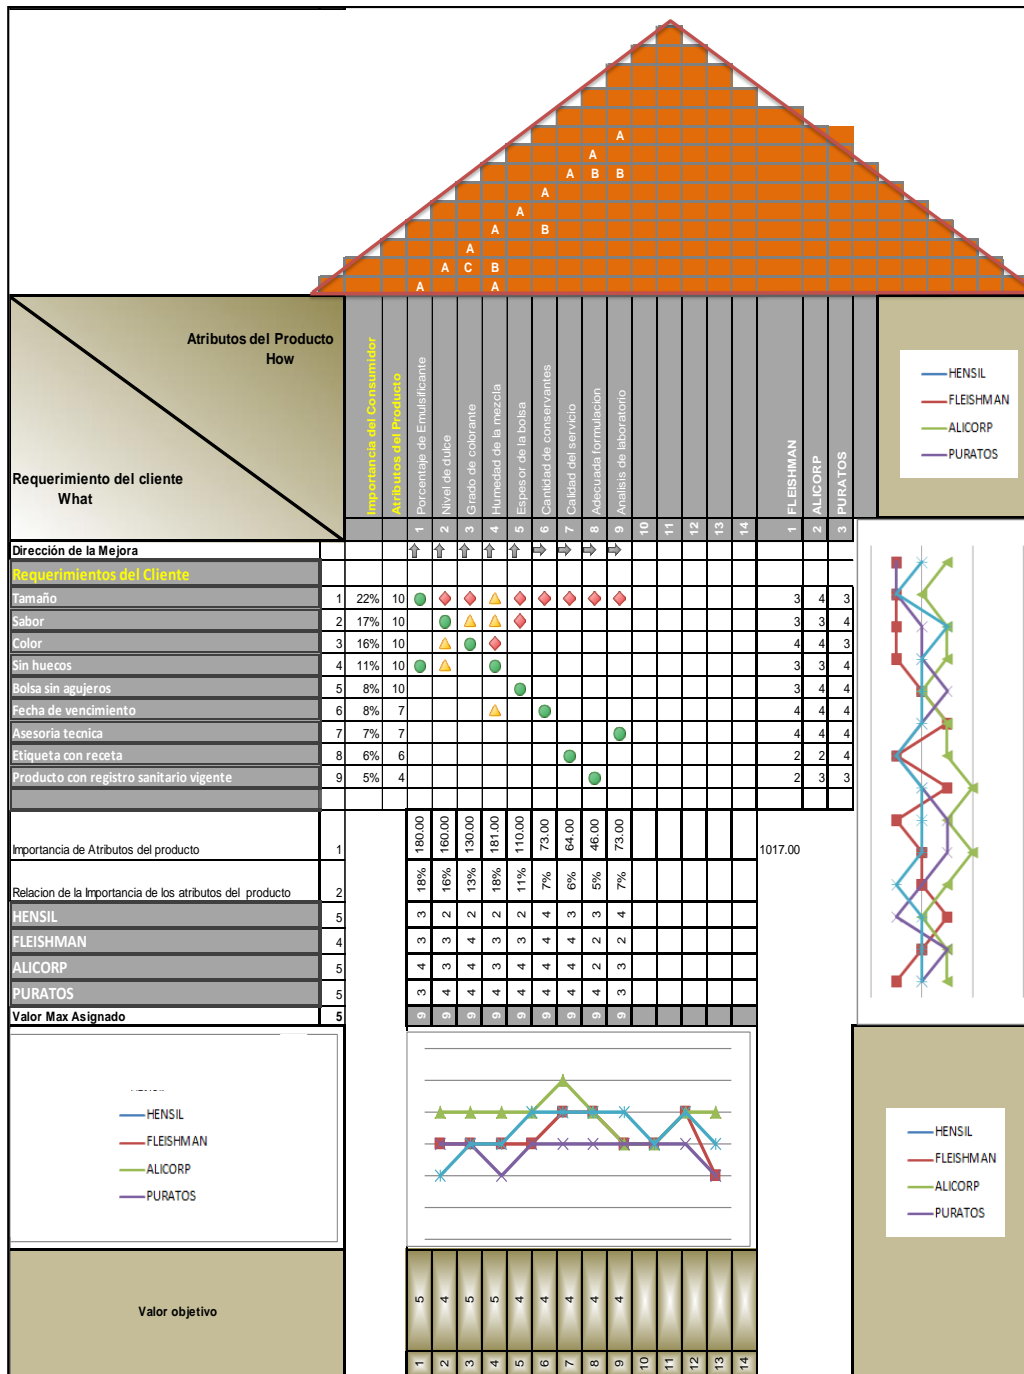 A
A
A B B
A
A
A B
A
A C B
A A
Atributos del Producto
How
Requerimiento del cliente
What
Importancia del Consumidor
Atributos del Producto
Porcentaje de Emulsificante
Nivel de dulce
Grado de colorante
Humedad de la mezcla
Espesor de la bolsa
Cantidad de conservantes
Calidad del servicio
Adecuada formulacion
Analisis de laboratorio
FLEISHMAN
ALICORP
PURATOS
1 2 3 4 5 6 7 8 9 10 11 12 13 14 1 2 3
HENSIL
FLEISHMAN
ALICORP
PURATOS
Dirección de la Mejora
Requerimientos del Cliente
Tamaño 1 22% 10 3 4 3
Sabor 2 17% 10 3 3 4
Color 3 16% 10 4 4 3
Sin huecos 4 11% 10 3 3 4
Bolsa sin agujeros 5 8% 10 3 4 4
Fecha de vencimiento 6 8% 7 4 4 4
Asesoria tecnica 7 7% 7 4 4 4
Etiqueta con receta 8 6% 6 2 2 4
Producto con registro sanitario vigente 9 5% 4 2 3 3
Importancia de Atributos del producto 1 180.00 160.00 130.00 181.00 110.00 73.00 64.00 46.00 73.00 1017.00
Relacion de la Importancia de los atributos del producto 2 18% 16% 13% 18% 11% 7% 6% 5% 7%
HENSIL 5 3 2 2 2 2 4 3 3 4
FLEISHMAN 4 3 3 4 3 3 4 4 2 2
ALICORP 5 4 3 4 3 4 4 4 2 3
PURATOS 5 3 4 4 4 4 4 4 4 3
Valor Max Asignado 5 9 9 9 9 9 9 9 9 9
HENSIL
FLEISHMAN
ALICORP
PURATOS
HENSIL
FLEISHMAN
ALICORP
PURATOS
Valor objetivo
5 4 5 5 4 4 4 4 4
1 2 3 4 5 6 7 8 9 10 11 12 13 14